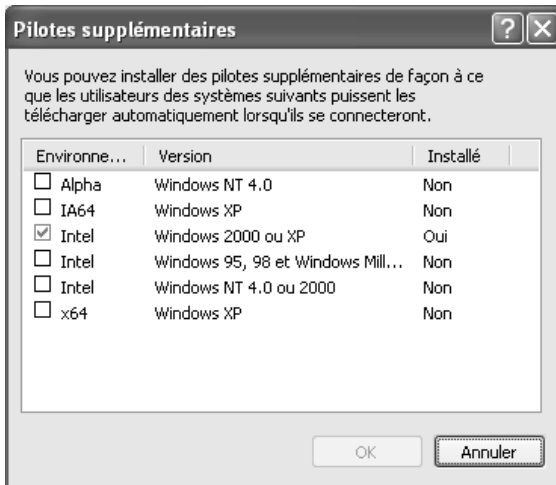 Pilotes supplémentaires
Vous pouvez installer des pilotes supplémentaires de façon à ce
que les utilisateurs des systèmes suivants puissent les
télécharger automatiquement lorsqu'ils se connecteront.
Environne... Version Installé
Alpha Windows NT 4.0 Non
IA64 Windows XP Non
Intel Windows 2000 ou XP Oui
Intel Windows 95, 98 et Windows Mill... Non
Intel Windows NT 4.0 ou 2000 Non
x64 Windows XP Non
OK Annuler